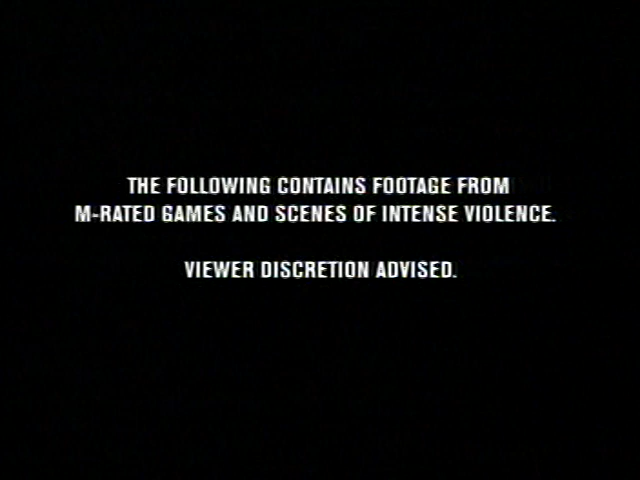 THE FOLLOWING CONTAINS FOOTAGE FROM
M-RATED GAMES AND SCENES OF INTENSE VIOLENCE.
VIEWER DISCRETION ADVISED.